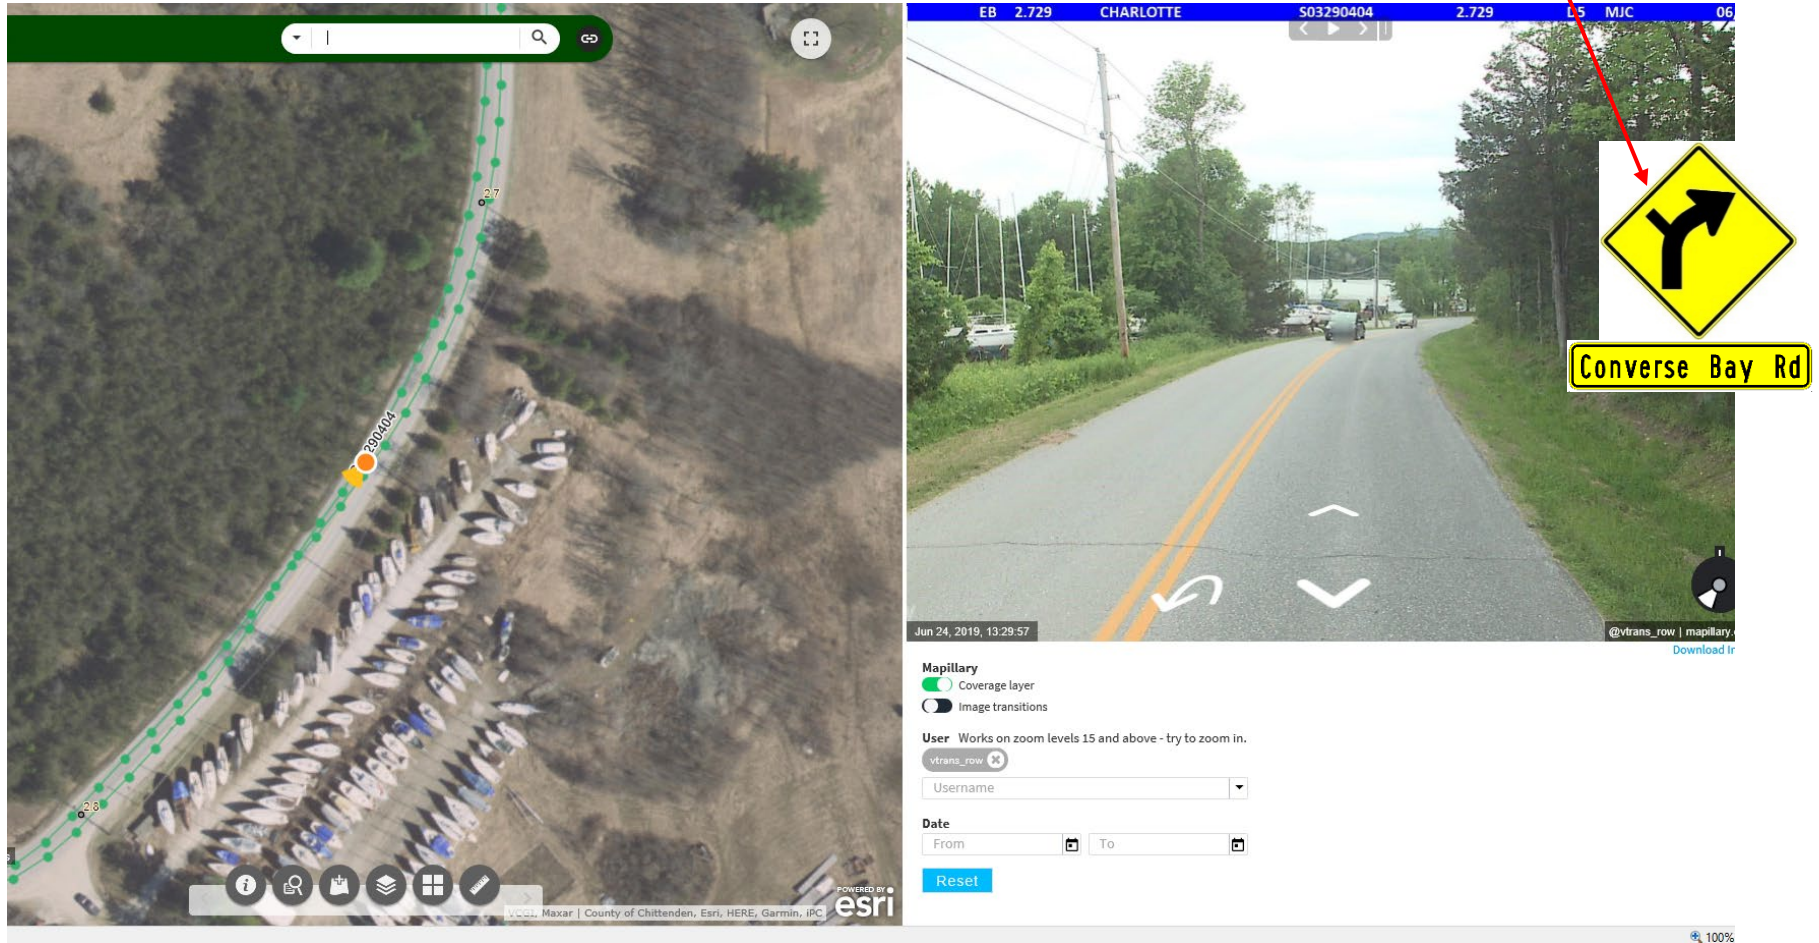 EB 2.729 CHARLOTTE S03290404 2.729 D5 MJC 06
2.7
290404
2.8
POWERED BY
esri
VCGI, Maxar | County of Chittenden, Esri, HERE, Garmin, iPC
Converse Bay Rd
Jun 24, 2019, 13:29:57
@vtrans_row | mapillary.
Download
Mapillary
Coverage layer
Image transitions
User Works on zoom levels 15 and above - try to zoom in.
vtrans_row
Username
Date
From
To
Reset
100%